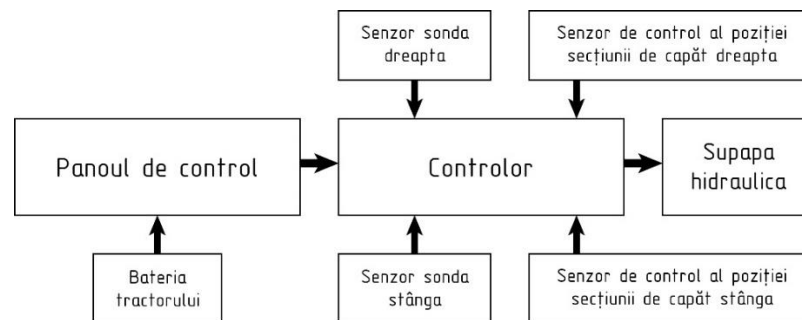 Senzor sonda
dreapta
Senzor de control al poziției
secțiunii de capăt dreapta
Panoul de control
Controlor
Supapa
hidraulica
Bateria
tractorului
Senzor sonda
stânga
Senzor de control al poziției
secțiunii de capăt stânga